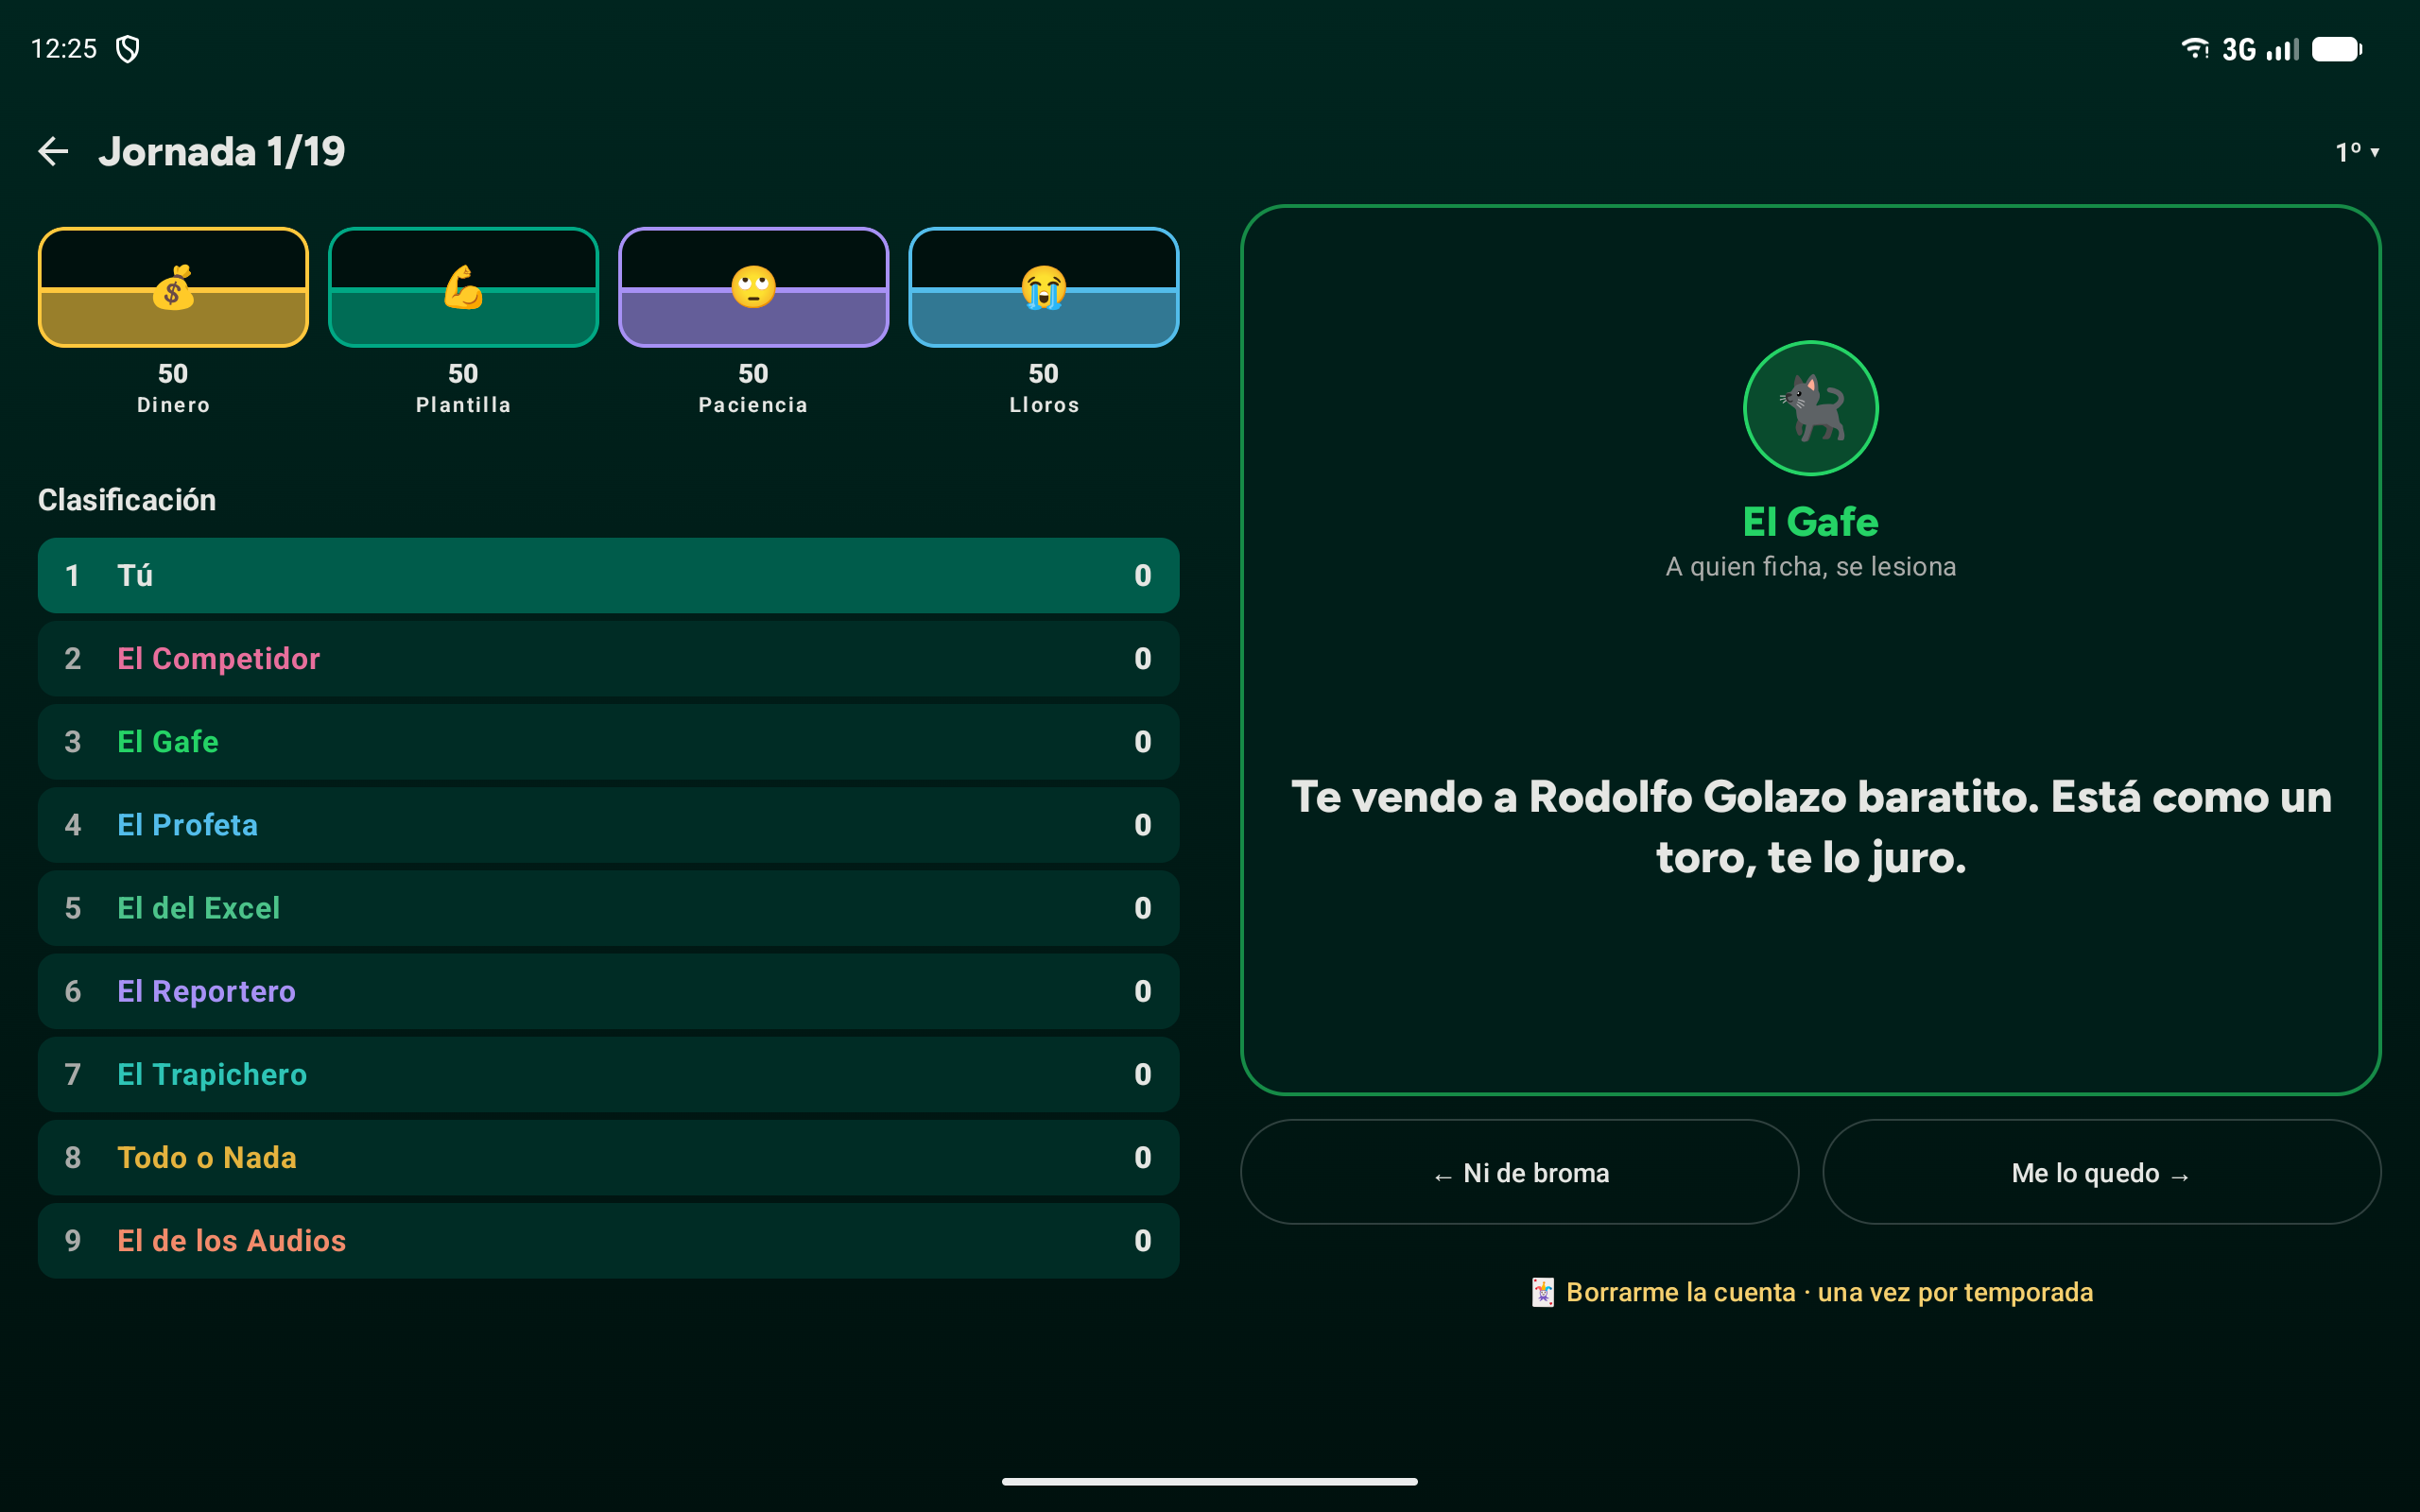 12:25
3G
Jornada 1/19
1º ▾
50
Dinero
50
Plantilla
50
Paciencia
50
Lloros
Clasificación
1 Tú 0
2 El Competidor 0
3 El Gafe 0
4 El Profeta 0
5 El del Excel 0
6 El Reportero 0
7 El Trapichero 0
8 Todo o Nada 0
9 El de los Audios 0
El Gafe
A quien ficha, se lesiona
Te vendo a Rodolfo Golazo baratito. Está como un
toro, te lo juro.
← Ni de broma
Me lo quedo →
Borrarme la cuenta · una vez por temporada